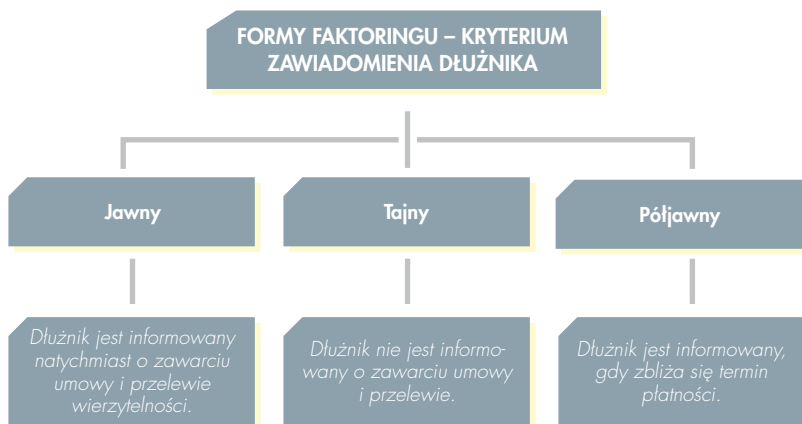 FORMY FAKTORINGU – KRYTERIUM
ZAWIADOMIENIA DŁUŻNIKA
Jawny
Tajny
Półjawny
Dłużnik jest informowany
natychmiast o zawarciu
umowy i przelewie
wierzytelności.
Dłużnik nie jest informo-
wany o zawarciu umowy
i przelewie.
Dłużnik jest informowany,
gdy zbliża się termin
płatności.